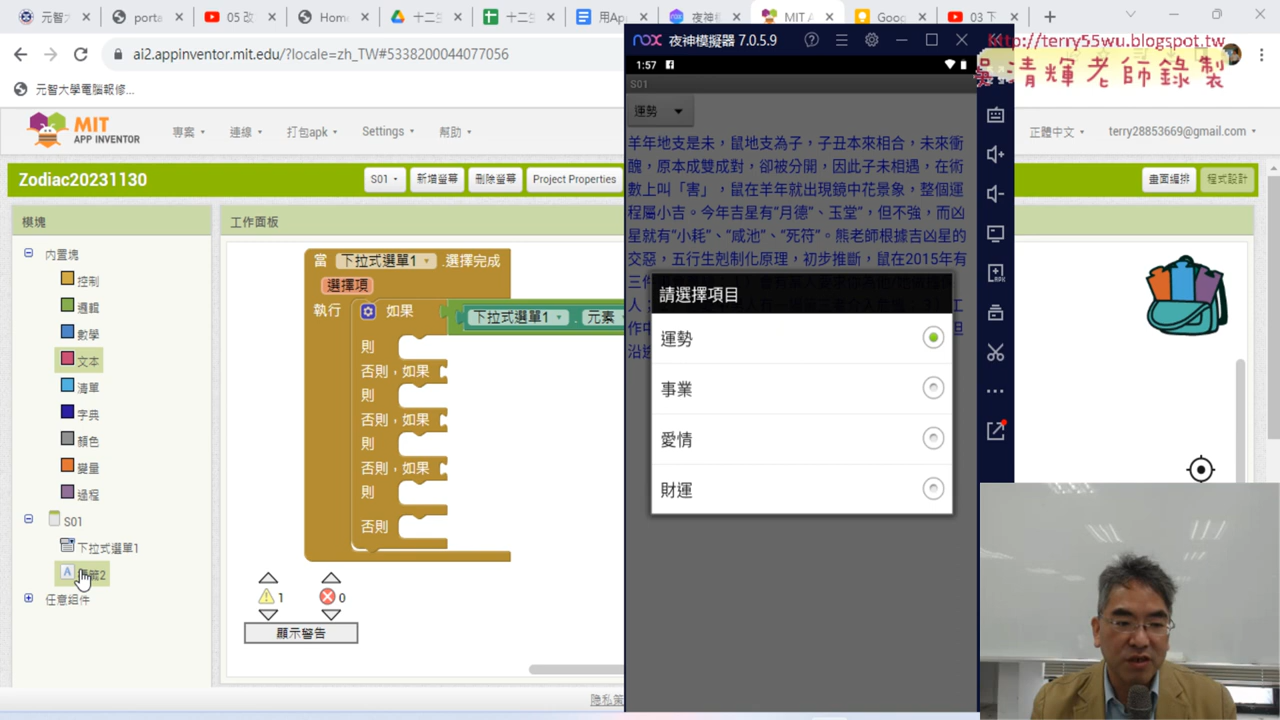 元智大
porta
05 改
Home
十二生
十二生
用Ap
夜神
MIT A
Goog
03 下
aiz.appinventor.mit.edu/
e=zh_TW/#5338200044077056
元智大學電腦報修...
nox 夜神模擬器 7.0.5.9
http://terry55wu.blogspot.tw
吳清輝老師錄製
MIT
APP INVENTOR
專案
連線
打包apk
Settings
幫助
正體中文
terry28853669@gmail.com
Zodiac20231130
S01
新增螢幕
刪除螢幕
Project Properties
畫面編排
程式設計
模塊
內置塊
控制
邏輯
數學
文本
清單
字典
顏色
變量
過程
S01
下拉式選單1
任意組件
工作面板
當 下拉式選單1 .選擇完成
選擇項
執行 如果 下拉式選單1 . 元素
則
否則，如果
則
否則，如果
則
否則，如果
則
否則
1
0
顯示警告
1:57
S01
運勢
羊年地支是未，鼠地支為子，子丑本來相合，未來衝
醜，原本成雙成對，卻被分開，因此子未相遇，在術
數上叫「害」，鼠在羊年就出現鏡中花景象，整個運
程屬小吉。今年吉星有“月德”、玉堂”，但不強，而凶
星就有“小耗”、“咸池”、“死符”。熊老師根據吉凶星的
交惡，五行生剋制化原理，初步推斷，鼠在2015年有
請選擇項目
運勢
事業
愛情
財運